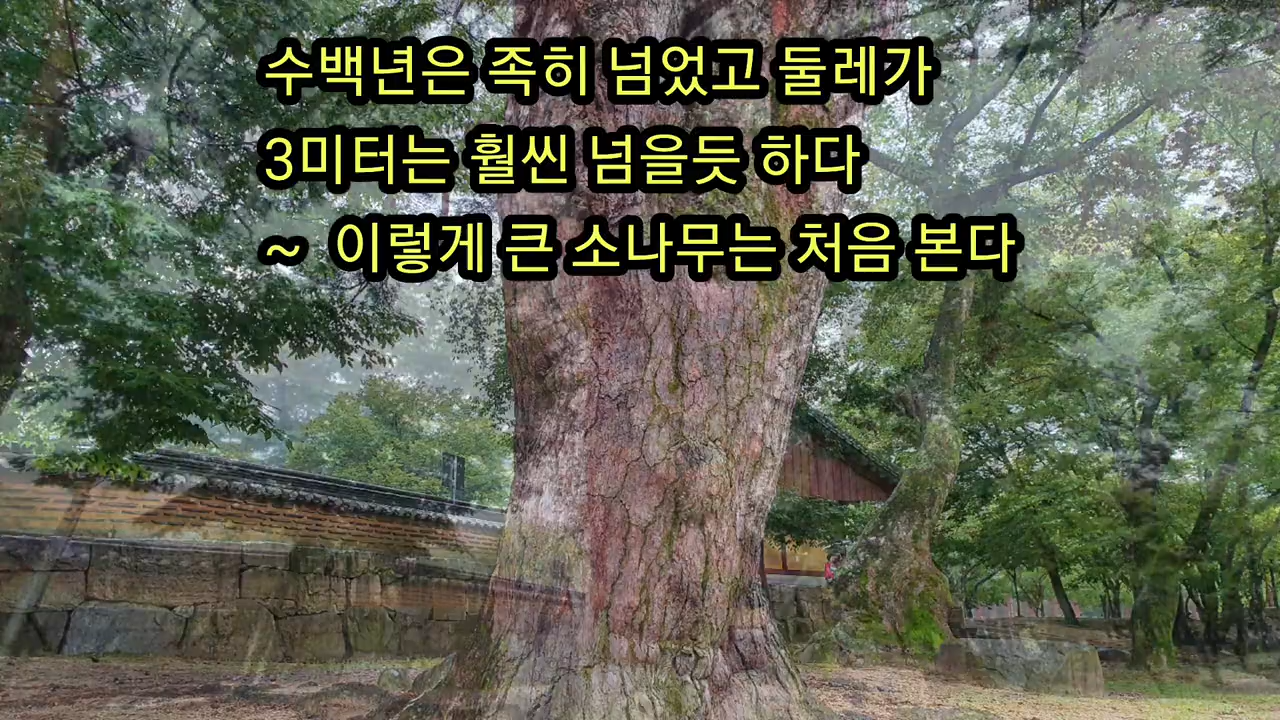 수백년은 족히 넘었고 둘레가
3미터는 훨씬 넘을듯 하다
~ 이렇게 큰 소나무는 처음 본다